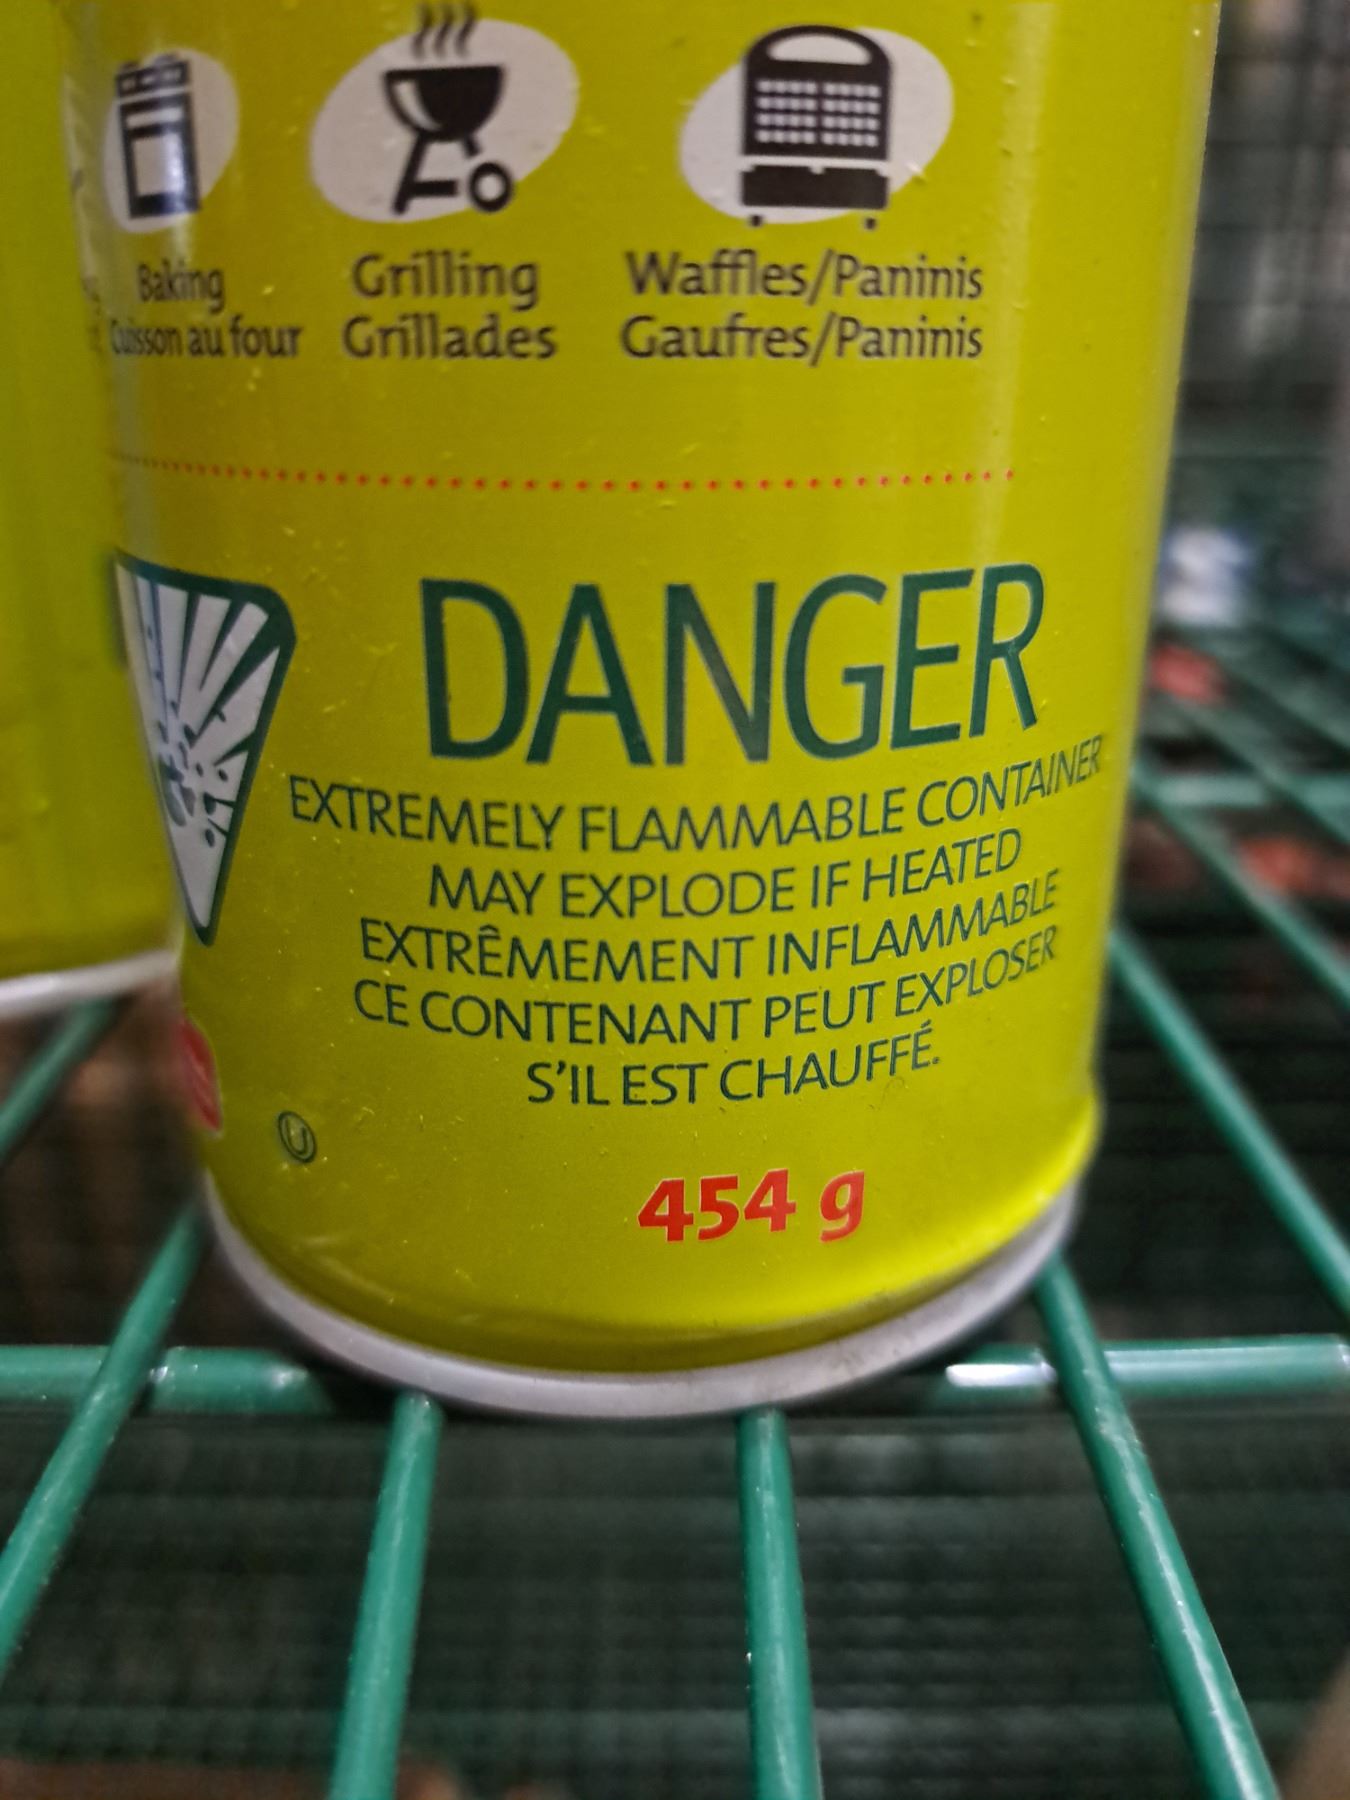 Baking
Cuisson au four
Grilling
Grillades
Waffles/Paninis
Gaufres/Paninis
DANGER
EXTREMELY FLAMMABLE CONTAINER
MAY EXPLODE IF HEATED
EXTRÊMEMENT INFLAMMABLE
CE CONTENANT PEUT EXPLOSER
S'IL EST CHAUFFÉ.
U
454 g